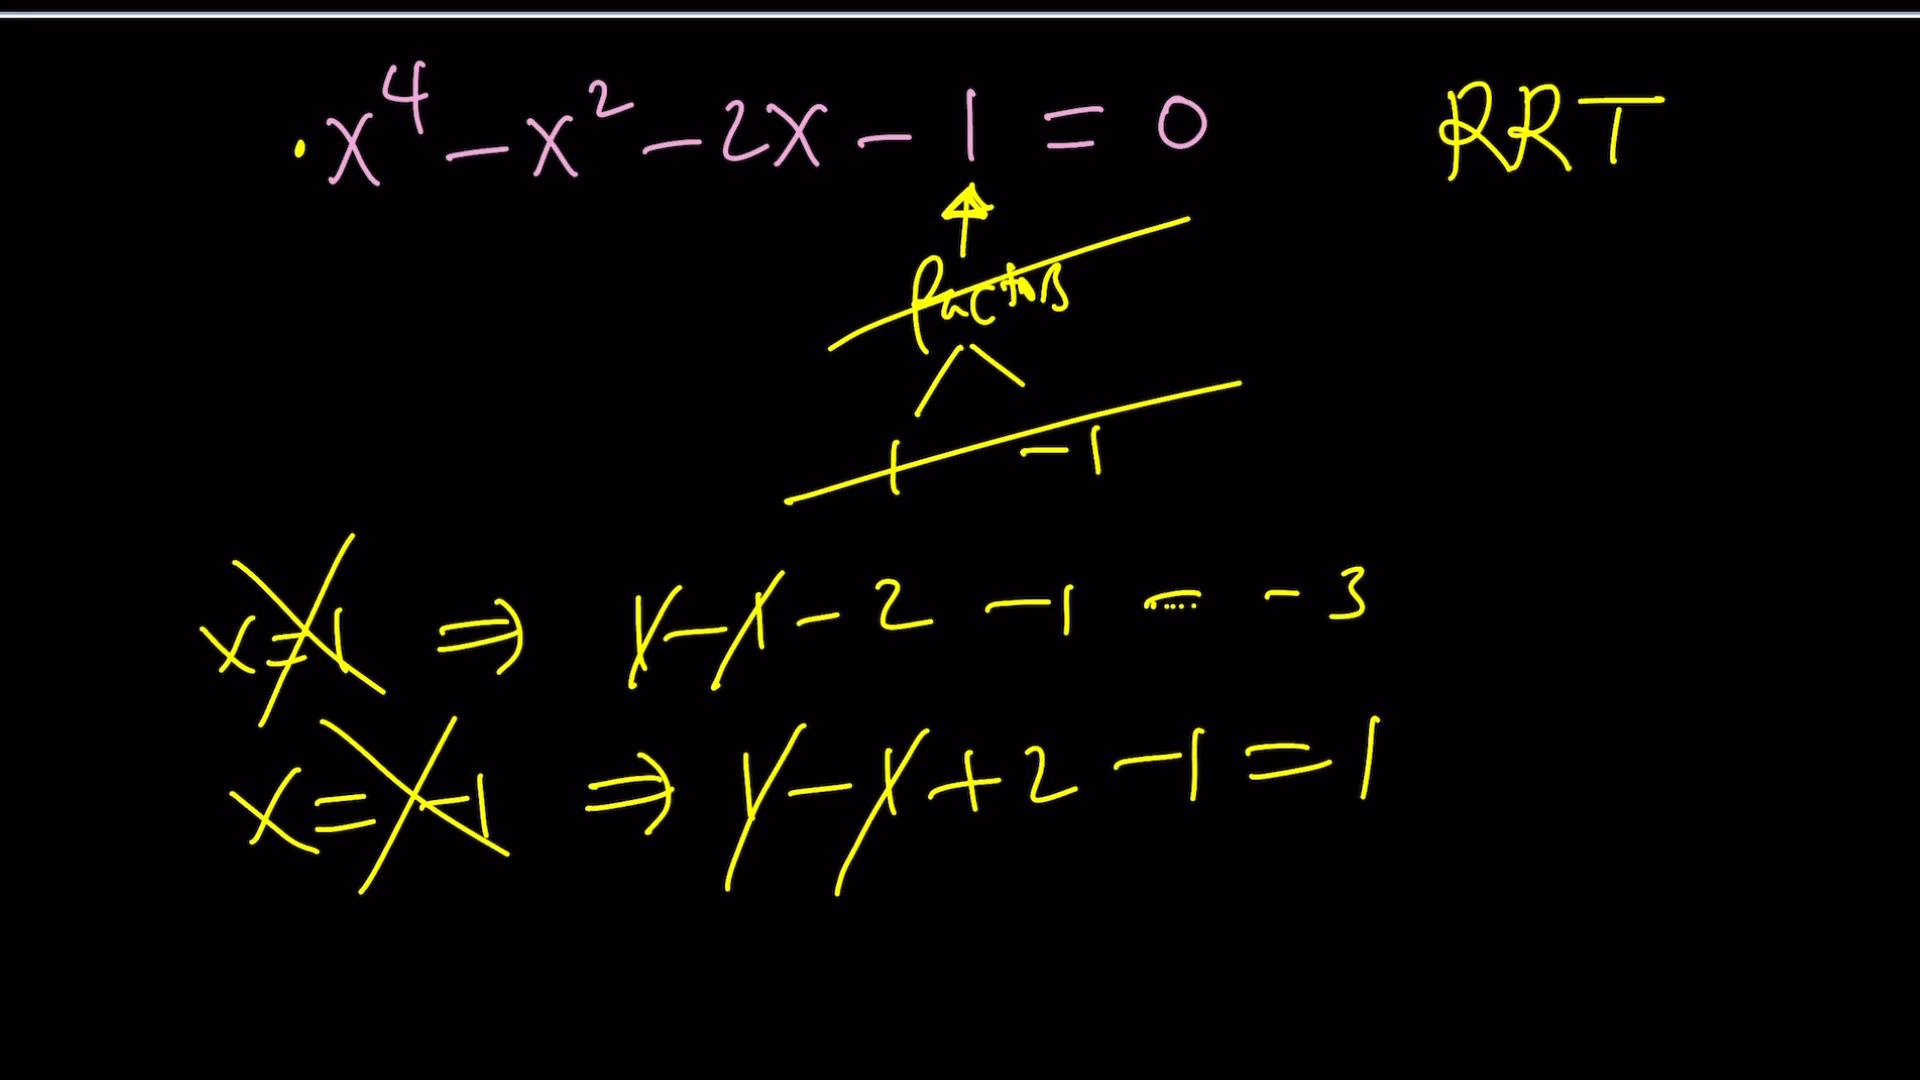 x⁴ - x² - 2x - 1 = 0 RRT
factors
1 -1
x=1 ⇒ 1 - 1 - 2 - 1 = -3
x=-1 ⇒ 1 - 1 + 2 - 1 = 1